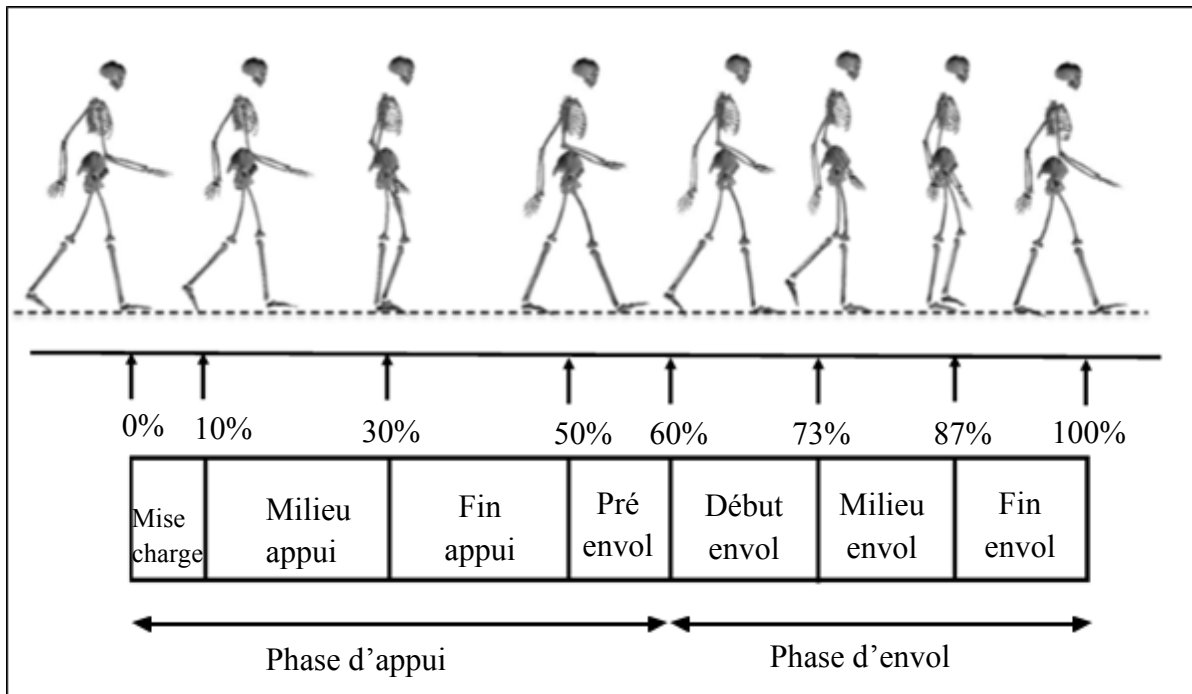 0% 10% 30% 50% 60% 73% 87% 100%
Mise
charge
Milieu
appui
Fin
appui
Pré
envol
Début
envol
Milieu
envol
Fin
envol
Phase d’appui
Phase d’envol